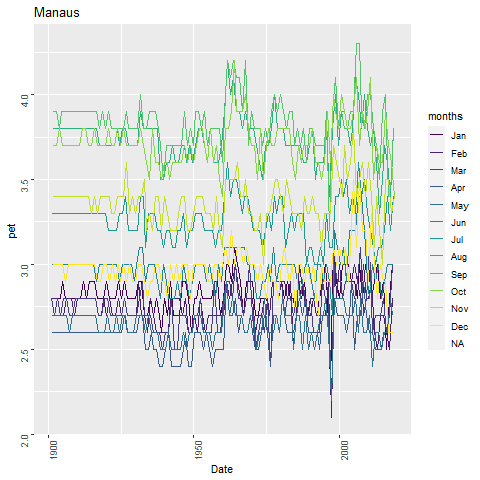 Manaus
months
Jan
Feb
Mar
Apr
May
Jun
Jul
Aug
Sep
Oct
Nov
Dec
NA
pet
4.0
3.5
3.0
2.5
2.0
1900
1950
2000
Date